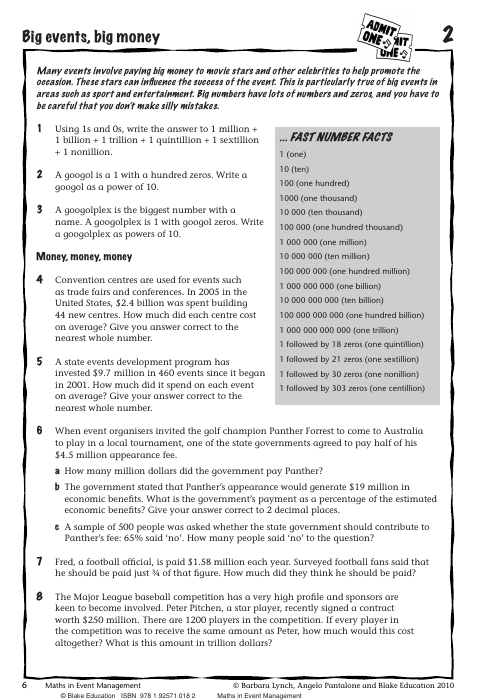 Big events, big money
ADMIT
ONE
MIT
ONE
2
Many events involve paying big money to movie stars and other celebrities to help promote the
occasion. These stars can influence the success of the event. This is particularly true of big events in
areas such as sport and entertainment. Big numbers have lots of numbers and zeros, and you have to
be careful that you don't make silly mistakes.
1 Using 1s and 0s, write the answer to 1 million +
1 billion + 1 trillion + 1 quintillion + 1 sextillion
+ 1 nonillion.
2 A googol is a 1 with a hundred zeros. Write a
googol as a power of 10.
3 A googolplex is the biggest number with a
name. A googolplex is 1 with googol zeros. Write
a googolplex as powers of 10.
Money, money, money
4 Convention centres are used for events such
as trade fairs and conferences. In 2005 in the
United States, $2.4 billion was spent building
44 new centres. How much did each centre cost
on average? Give you answer correct to the
nearest whole number.
5 A state events development program has
invested $9.7 million in 460 events since it began
in 2001. How much did it spend on each event
on average? Give your answer correct to the
nearest whole number.
... FAST NUMBER FACTS
1 (one)
10 (ten)
100 (one hundred)
1000 (one thousand)
10 000 (ten thousand)
100 000 (one hundred thousand)
1 000 000 (one million)
10 000 000 (ten million)
100 000 000 (one hundred million)
1 000 000 000 (one billion)
10 000 000 000 (ten billion)
100 000 000 000 (one hundred billion)
1 000 000 000 000 (one trillion)
1 followed by 18 zeros (one quintillion)
1 followed by 21 zeros (one sextillion)
1 followed by 30 zeros (one nonillion)
1 followed by 303 zeros (one centillion)
6 When event organisers invited the golf champion Panther Forrest to come to Australia
to play in a local tournament, one of the state governments agreed to pay half of his
$4.5 million appearance fee.
a How many million dollars did the government pay Panther?
b The government stated that Panther's appearance would generate $19 million in
economic benefits. What is the government's payment as a percentage of the estimated
economic benefits? Give your answer correct to 2 decimal places.
c A sample of 500 people was asked whether the state government should contribute to
Panther's fee: 65% said 'no'. How many people said 'no' to the question?
7 Fred, a football official, is paid $1.58 million each year. Surveyed football fans said that
he should be paid just ¾ of that figure. How much did they think he should be paid?
8 The Major League baseball competition has a very high profile and sponsors are
keen to become involved. Peter Pitchen, a star player, recently signed a contract
worth $250 million. There are 1200 players in the competition. If every player in
the competition was to receive the same amount as Peter, how much would this cost
altogether? What is this amount in trillion dollars?
6 Maths in Event Management © Barbara Lynch, Angelo Pantalone and Blake Education 2010
© Blake Education ISBN 978 1 92571 018 2 Maths in Event Management